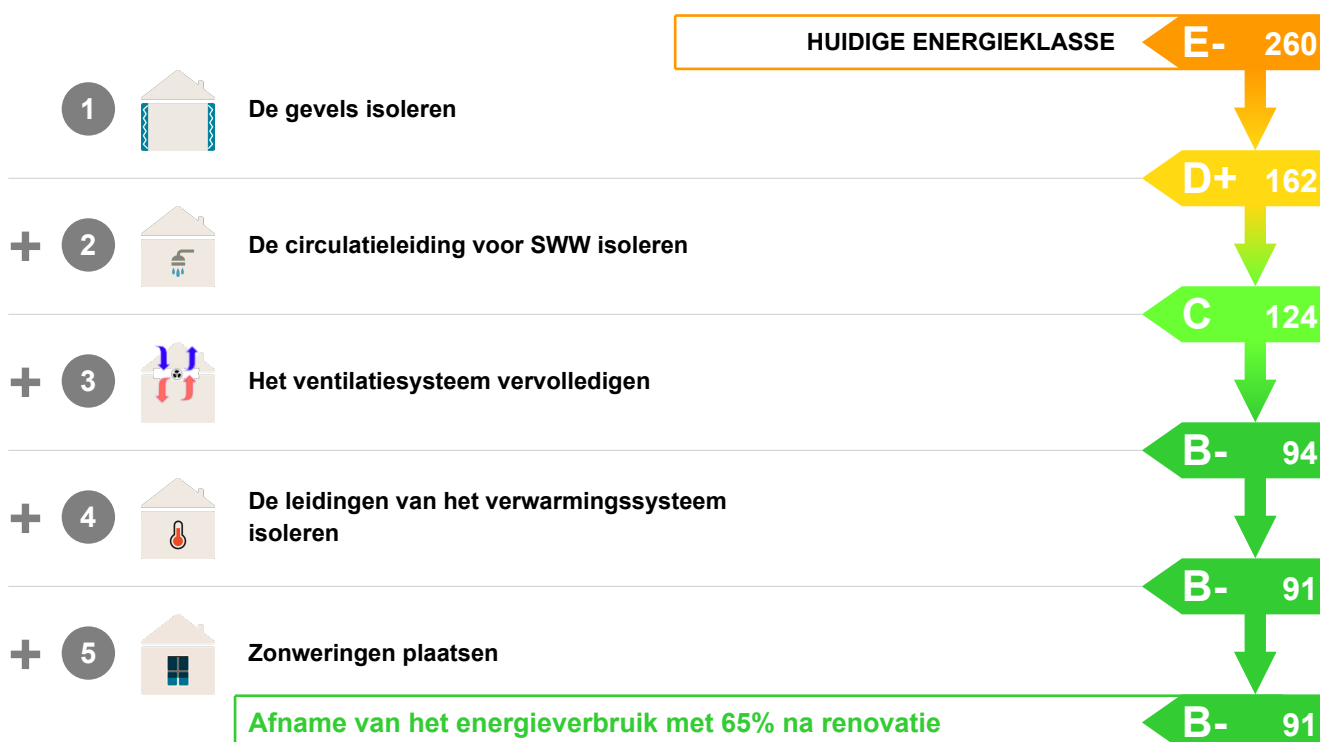 HUIDIGE ENERGIEKLASSE E- 260
1 De gevels isoleren
D+ 162
+ 2 De circulatieleiding voor SWW isoleren
C 124
+ 3 Het ventilatiesysteem vervolledigen
B- 94
+ 4 De leidingen van het verwarmingssysteem
isoleren
B- 91
+ 5 Zonweringen plaatsen
Afname van het energieverbruik met 65% na renovatie B- 91